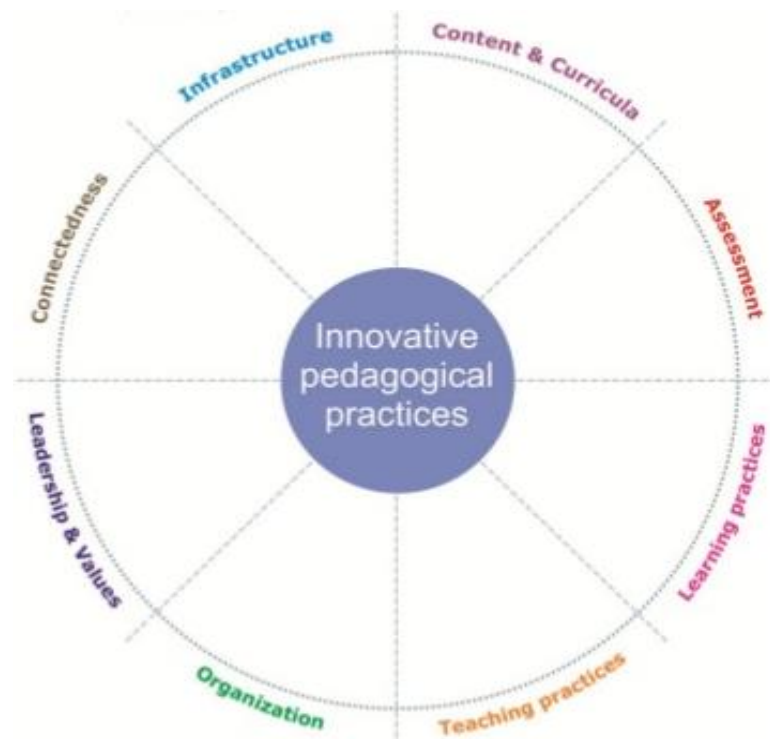 Infrastructure
Content & Curricula
Connectedness
Assessment
Innovative
pedagogical
practices
Leadership & Values
Learning practices
Organization
Teaching practices